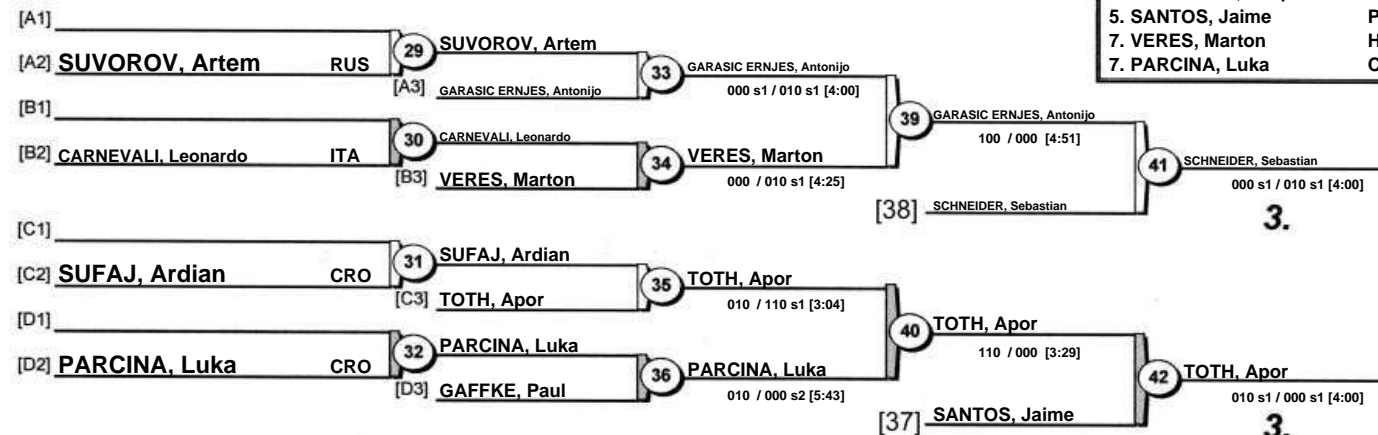 5. SANTOS, Jaime P
7. VERES, Marton H
7. PARCINA, Luka C
[A1]
[A2] SUVOROV, Artem RUS
29
SUVOROV, Artem
[A3] GARASIC ERNJES, Antonijo
33
GARASIC ERNJES, Antonijo
000 s1 / 010 s1 [4:00]
[B1]
[B2] CARNEVALI, Leonardo ITA
30
CARNEVALI, Leonardo
[B3] VERES, Marton
34
VERES, Marton
000 / 010 s1 [4:25]
39
GARASIC ERNJES, Antonijo
100 / 000 [4:51]
[38] SCHNEIDER, Sebastian
41
SCHNEIDER, Sebastian
000 s1 / 010 s1 [4:00]
3.
[C1]
[C2] SUFAJ, Ardian CRO
31
SUFAJ, Ardian
[C3] TOTH, Apor
35
TOTH, Apor
010 / 110 s1 [3:04]
[D1]
[D2] PARCINA, Luka CRO
32
PARCINA, Luka
[D3] GAFFKE, Paul
36
PARCINA, Luka
010 / 000 s2 [5:43]
40
TOTH, Apor
110 / 000 [3:29]
[37] SANTOS, Jaime
42
TOTH, Apor
010 s1 / 000 s1 [4:00]
3.